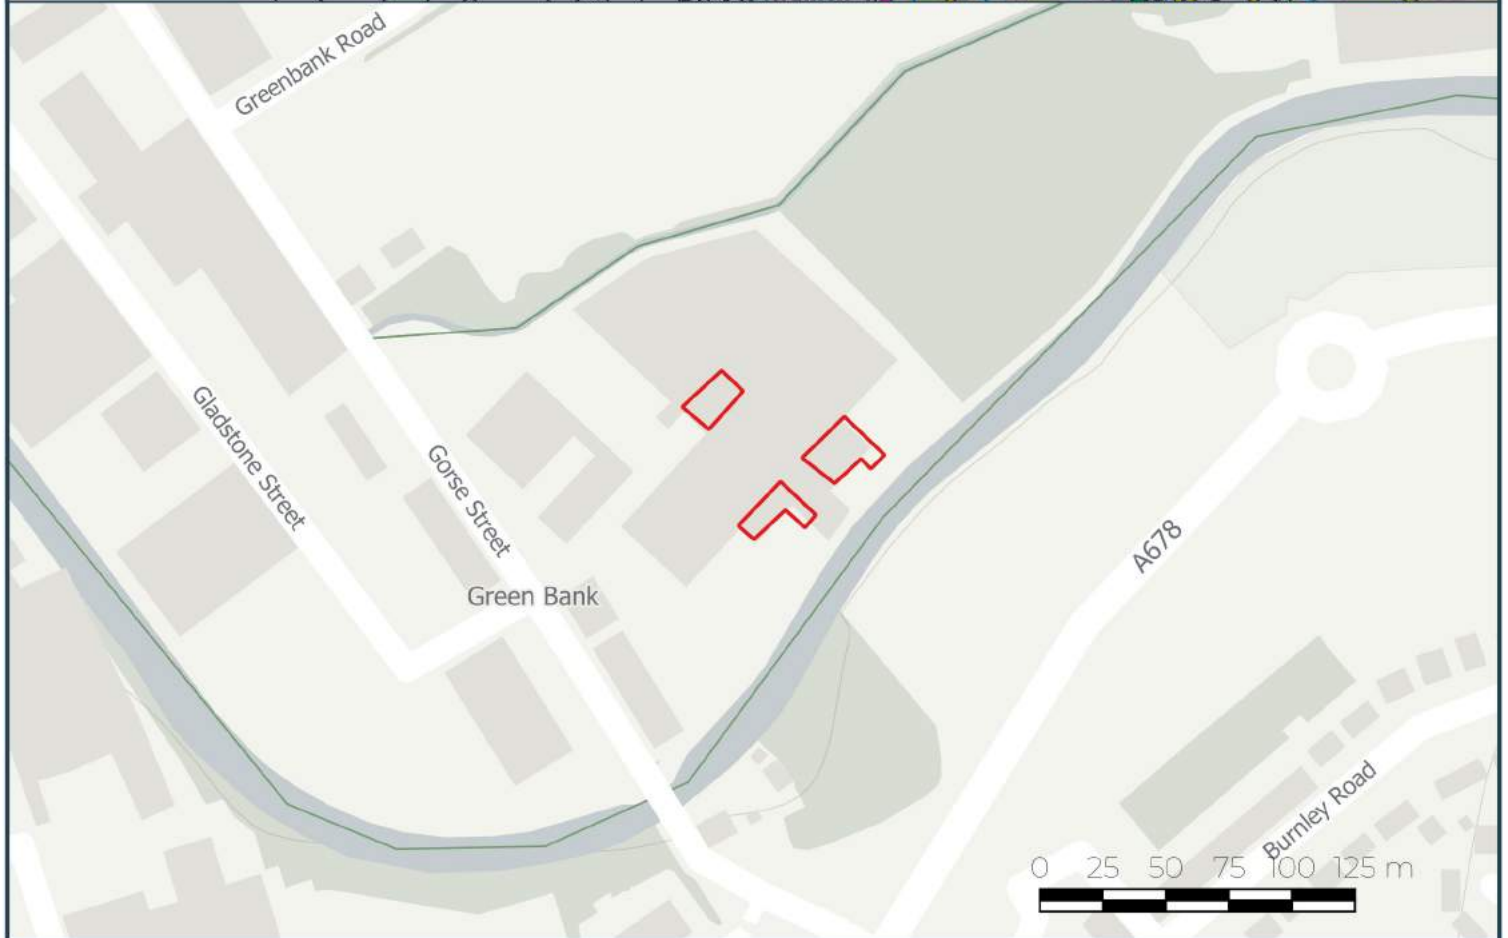 Greenbank Road
Gladstone Street
Gorse Street
Green Bank
A678
Burnley Road
0 25 50 75 100 125 m